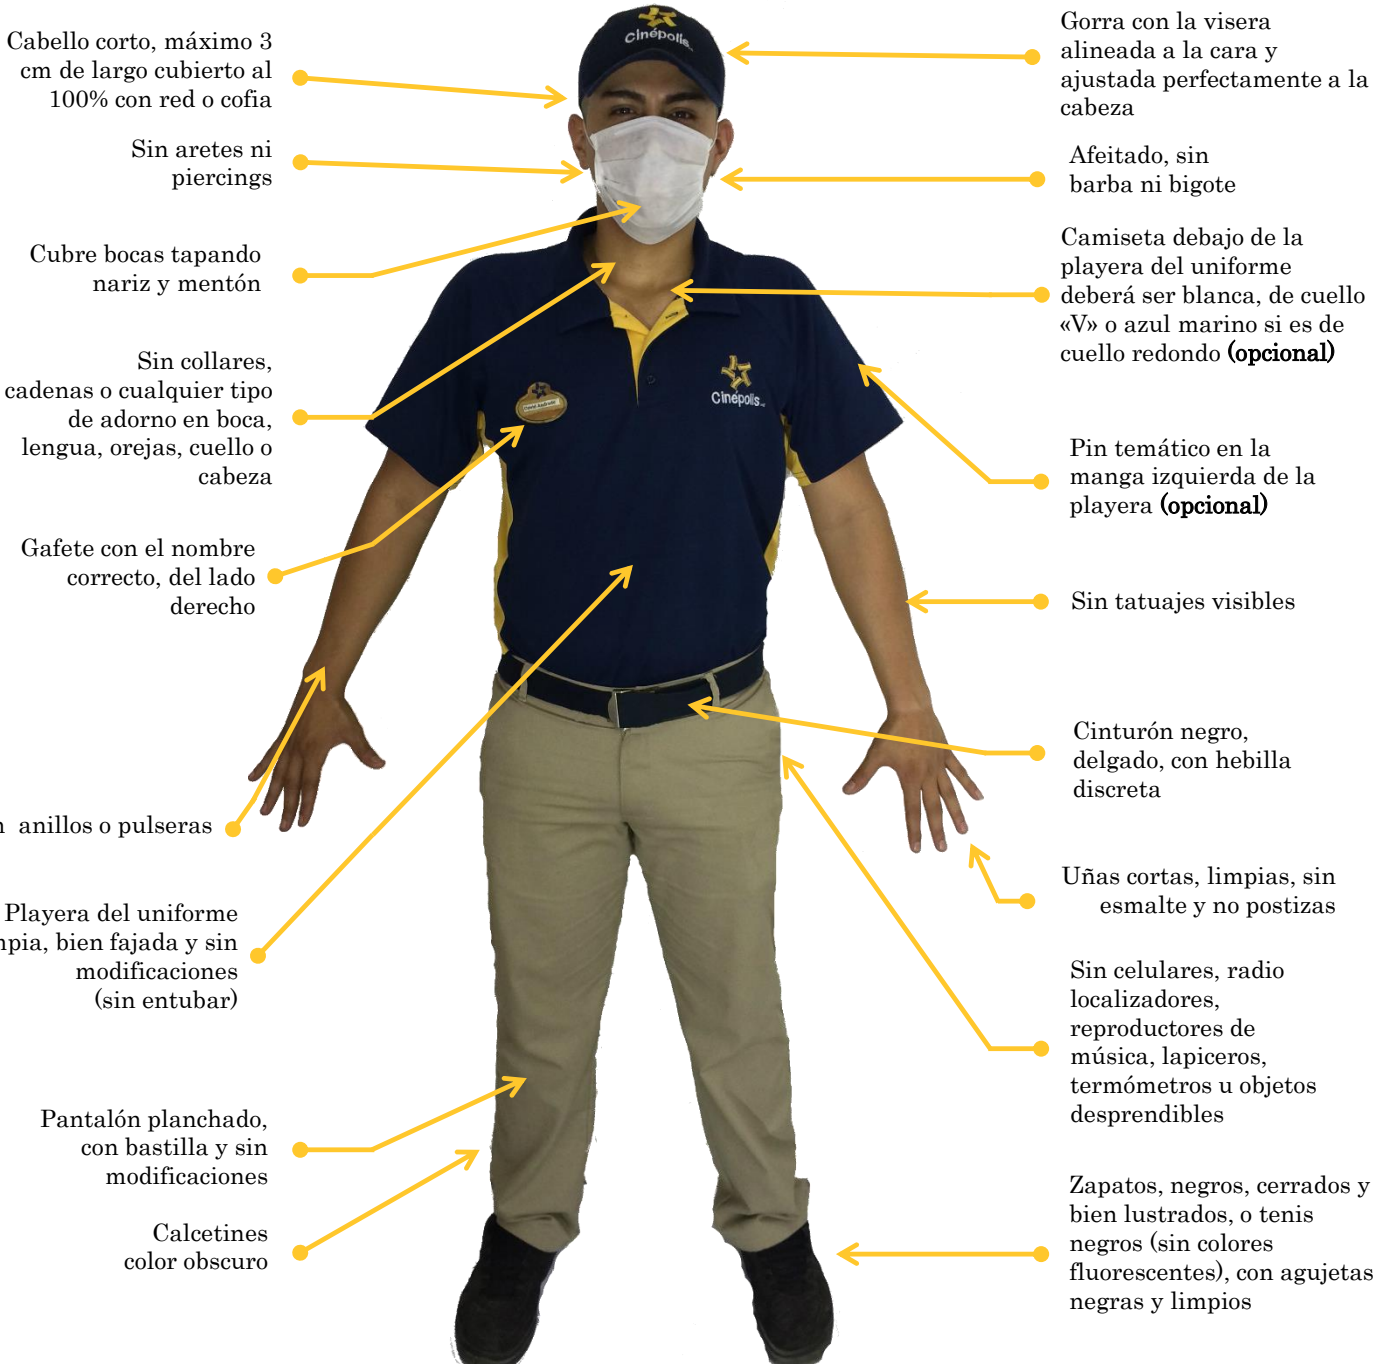 Cabello corto, máximo 3
cm de largo cubierto al
100% con red o cofia
Sin aretes ni
piercings
Cubre bocas tapando
nariz y mentón
Sin collares,
cadenas o cualquier tipo
de adorno en boca,
lengua, orejas, cuello o
cabeza
Gafete con el nombre
correcto, del lado
derecho
anillos o pulseras
Playera del uniforme
bien fajada y sin
modificaciones
(sin entubar)
Pantalón planchado,
con bastilla y sin
modificaciones
Calcetines
color obscuro
Cinépolis
Cinépolis
Gorra con la visera
alineada a la cara y
ajustada perfectamente a la
cabeza
Afeitado, sin
barba ni bigote
Camiseta debajo de la
playera del uniforme
deberá ser blanca, de cuello
«V» o azul marino si es de
cuello redondo (opcional)
Pin temático en la
manga izquierda de la
playera (opcional)
Sin tatuajes visibles
Cinturón negro,
delgado, con hebilla
discreta
Uñas cortas, limpias, sin
esmalte y no postizas
Sin celulares, radio
localizadores,
reproductores de
música, lapiceros,
termómetros u objetos
desprendibles
Zapatos, negros, cerrados y
bien lustrados, o tenis
negros (sin colores
fluorescentes), con agujetas
negras y limpios